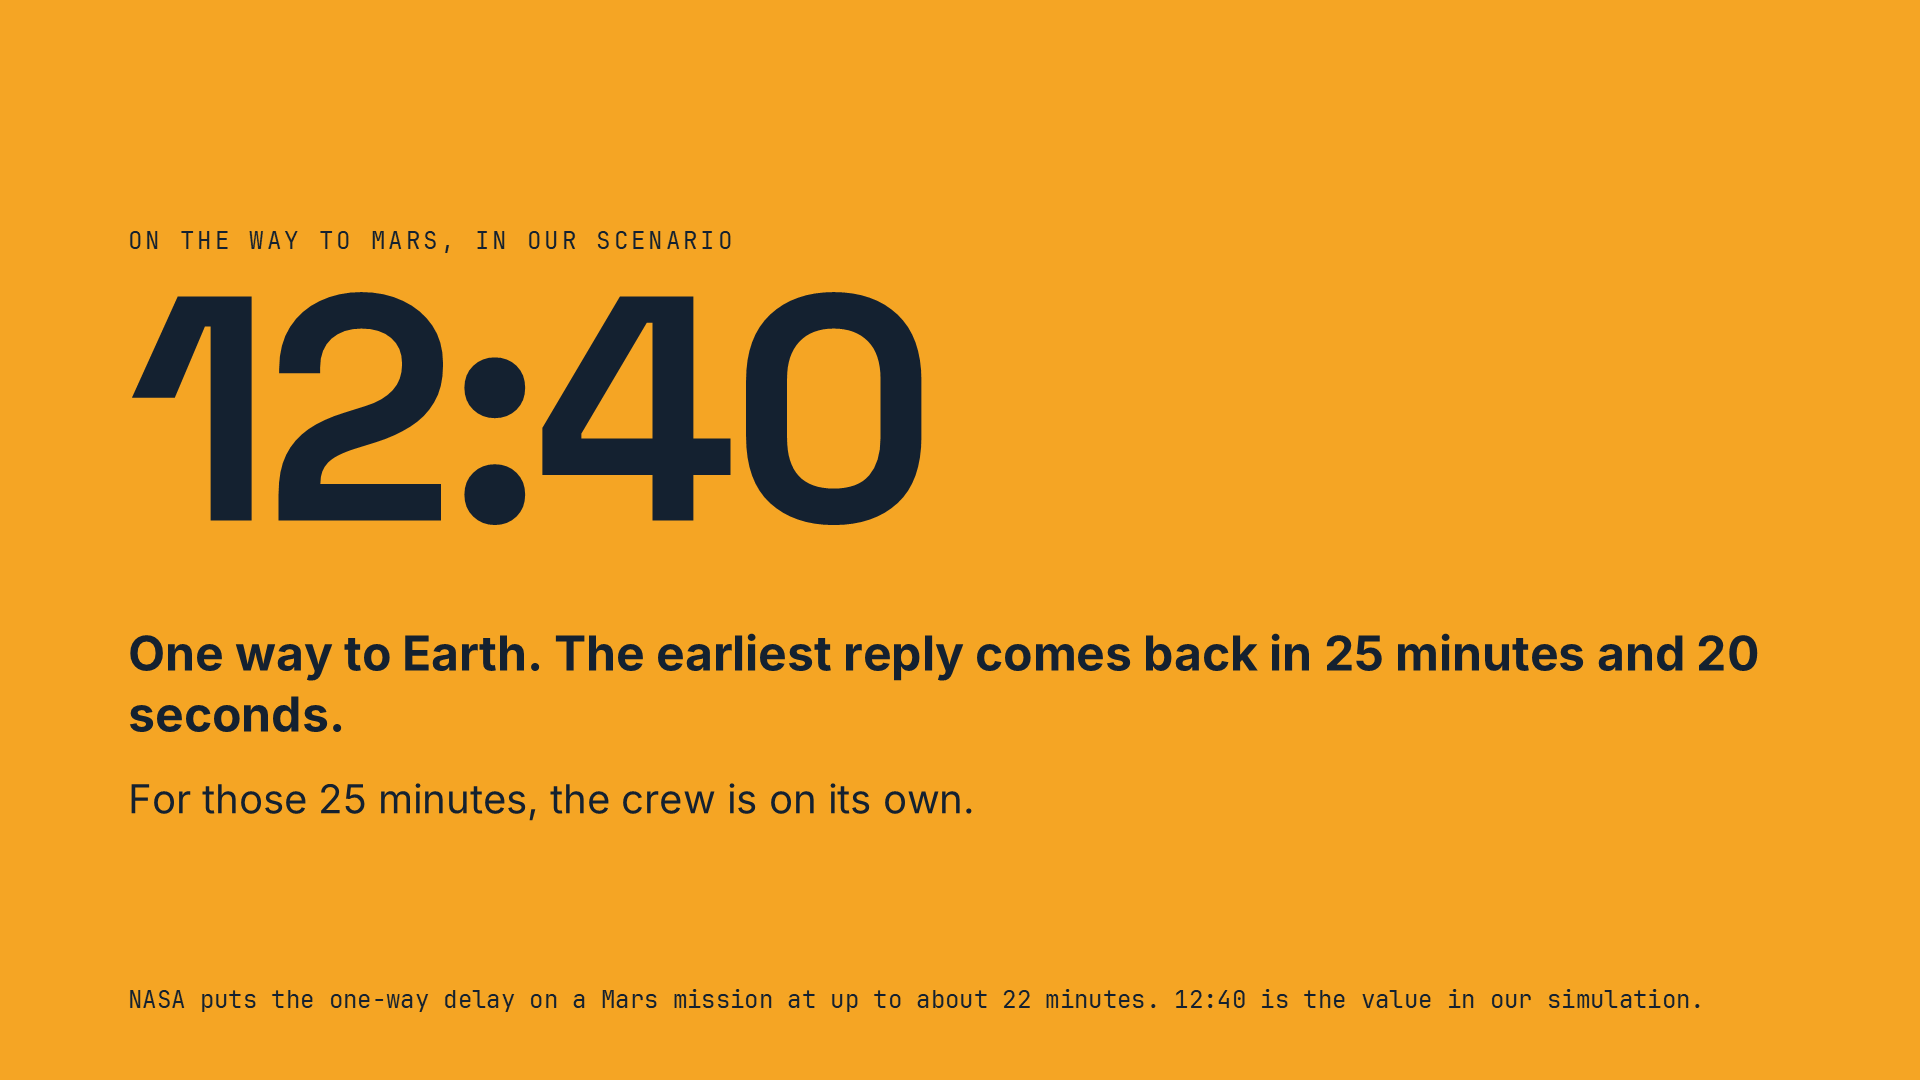 ON THE WAY TO MARS, IN OUR SCENARIO
12:40
One way to Earth. The earliest reply comes back in 25 minutes and 20
seconds.
For those 25 minutes, the crew is on its own.
NASA puts the one-way delay on a Mars mission at up to about 22 minutes. 12:40 is the value in our simulation.